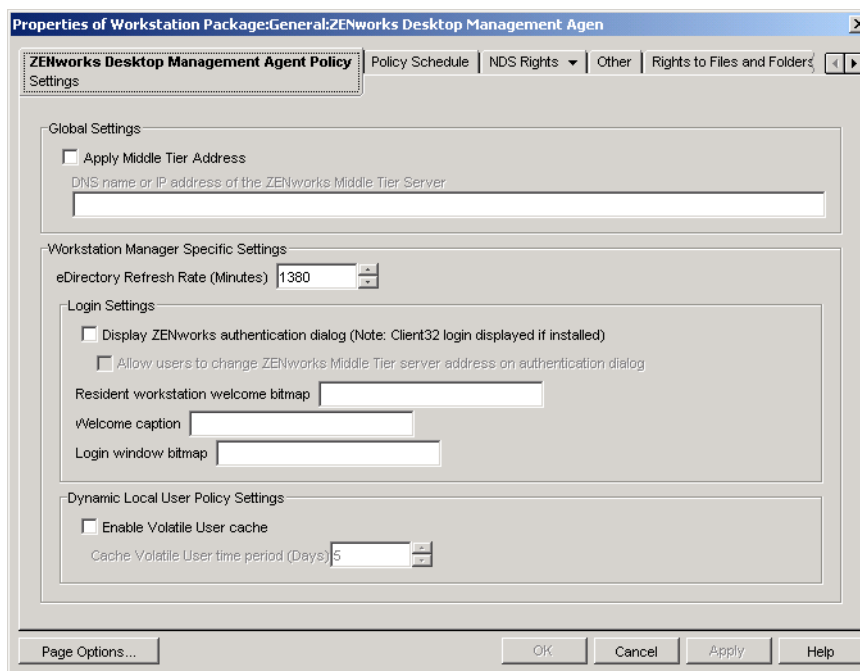 Properties of Workstation Package:General:ZENworks Desktop Management Agen
ZENworks Desktop Management Agent Policy
Settings
Policy Schedule
NDS Rights
Other
Rights to Files and Folders
Global Settings
Apply Middle Tier Address
DNS name or IP address of the ZENworks Middle Tier Server
Workstation Manager Specific Settings
eDirectory Refresh Rate (Minutes) 1380
Login Settings
Display ZENworks authentication dialog (Note: Client32 login displayed if installed)
Allow users to change ZENworks Middle Tier server address on authentication dialog
Resident workstation welcome bitmap
Welcome caption
Login window bitmap
Dynamic Local User Policy Settings
Enable Volatile User cache
Cache Volatile User time period (Days) 5
Page Options...
OK
Cancel
Apply
Help